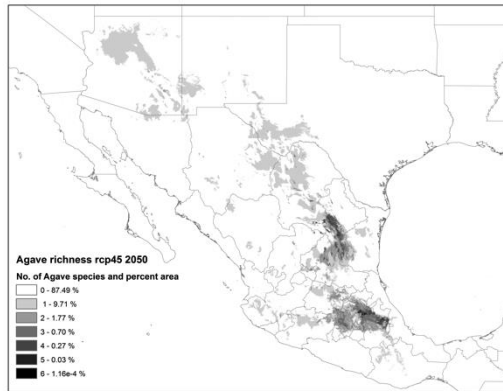 Agave richness rcp45 2050
No. of Agave species and percent area
0 - 87.49 %
1 - 9.71 %
2 - 1.77 %
3 - 0.70 %
4 - 0.27 %
5 - 0.03 %
6 - 1.16e-4 %